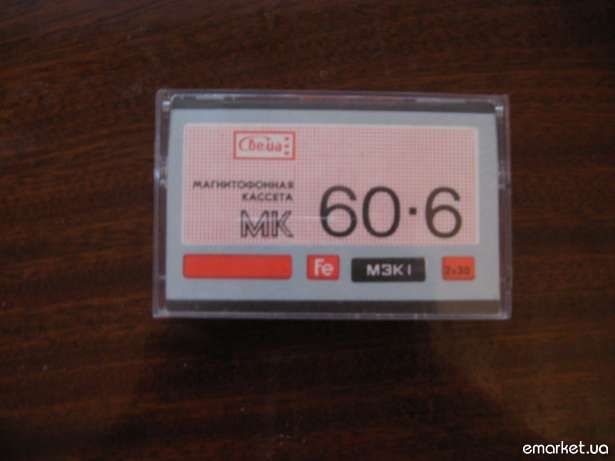 Свема
МАГНИТОФОННАЯ
КАССЕТА
МК 60·6
Fe МЭК I 2x30
emarket.ua